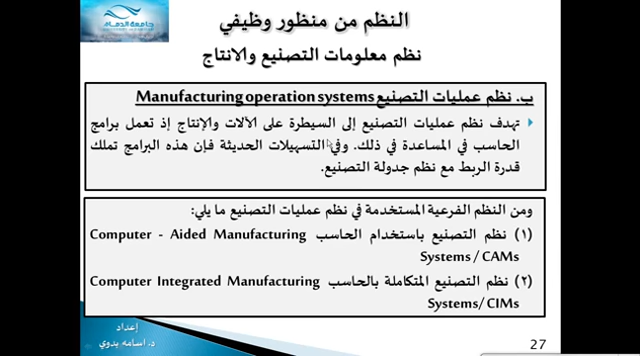 جامعة الدمام
النظم من منظور وظيفي
نظم معلومات التصنيع والانتاج
ب. نظم عمليات التصنيع Manufacturing operation systems
تهدف نظم عمليات التصنيع إلى السيطرة على الآلات والإنتاج إذ تعمل برامج
الحاسب في المساعدة في ذلك. وفي التسهيلات الحديثة فإن هذه البرامج تملك
قدرة الربط مع نظم جدولة التصنيع.
ومن النظم الفرعية المستخدمة في نظم عمليات التصنيع ما يلي:
(١) نظم التصنيع باستخدام الحاسب Computer - Aided Manufacturing
Systems / CAMs
(٢) نظم التصنيع المتكاملة بالحاسب Computer Integrated Manufacturing
Systems/ CIMs
إعداد
د. اسامه بدوي
27